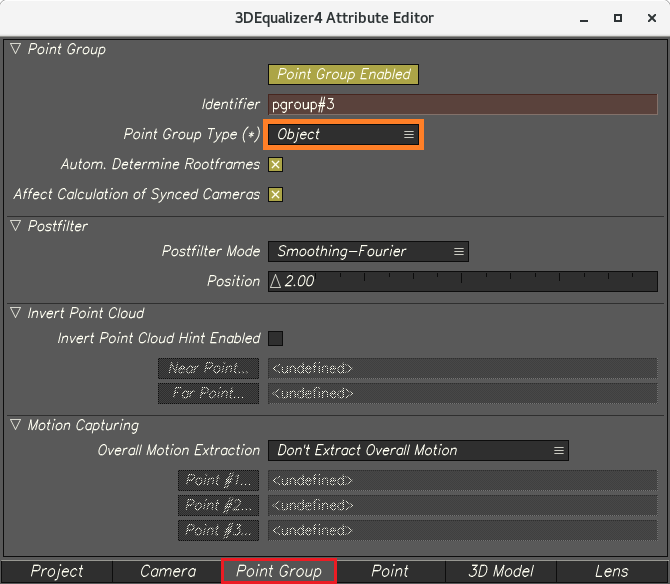 3DEqualizer4 Attribute Editor
Point Group
Point Group Enabled
Identifier pgroup#3
Point Group Type (*) Object
Autom. Determine Rootframes
Affect Calculation of Synced Cameras
Postfilter
Postfilter Mode Smoothing-Fourier
Position 2.00
Invert Point Cloud
Invert Point Cloud Hint Enabled
Near Point... <undefined>
Far Point... <undefined>
Motion Capturing
Overall Motion Extraction Don't Extract Overall Motion
Point #1... <undefined>
Point #2... <undefined>
Point #3... <undefined>
Project Camera Point Group Point 3D Model Lens